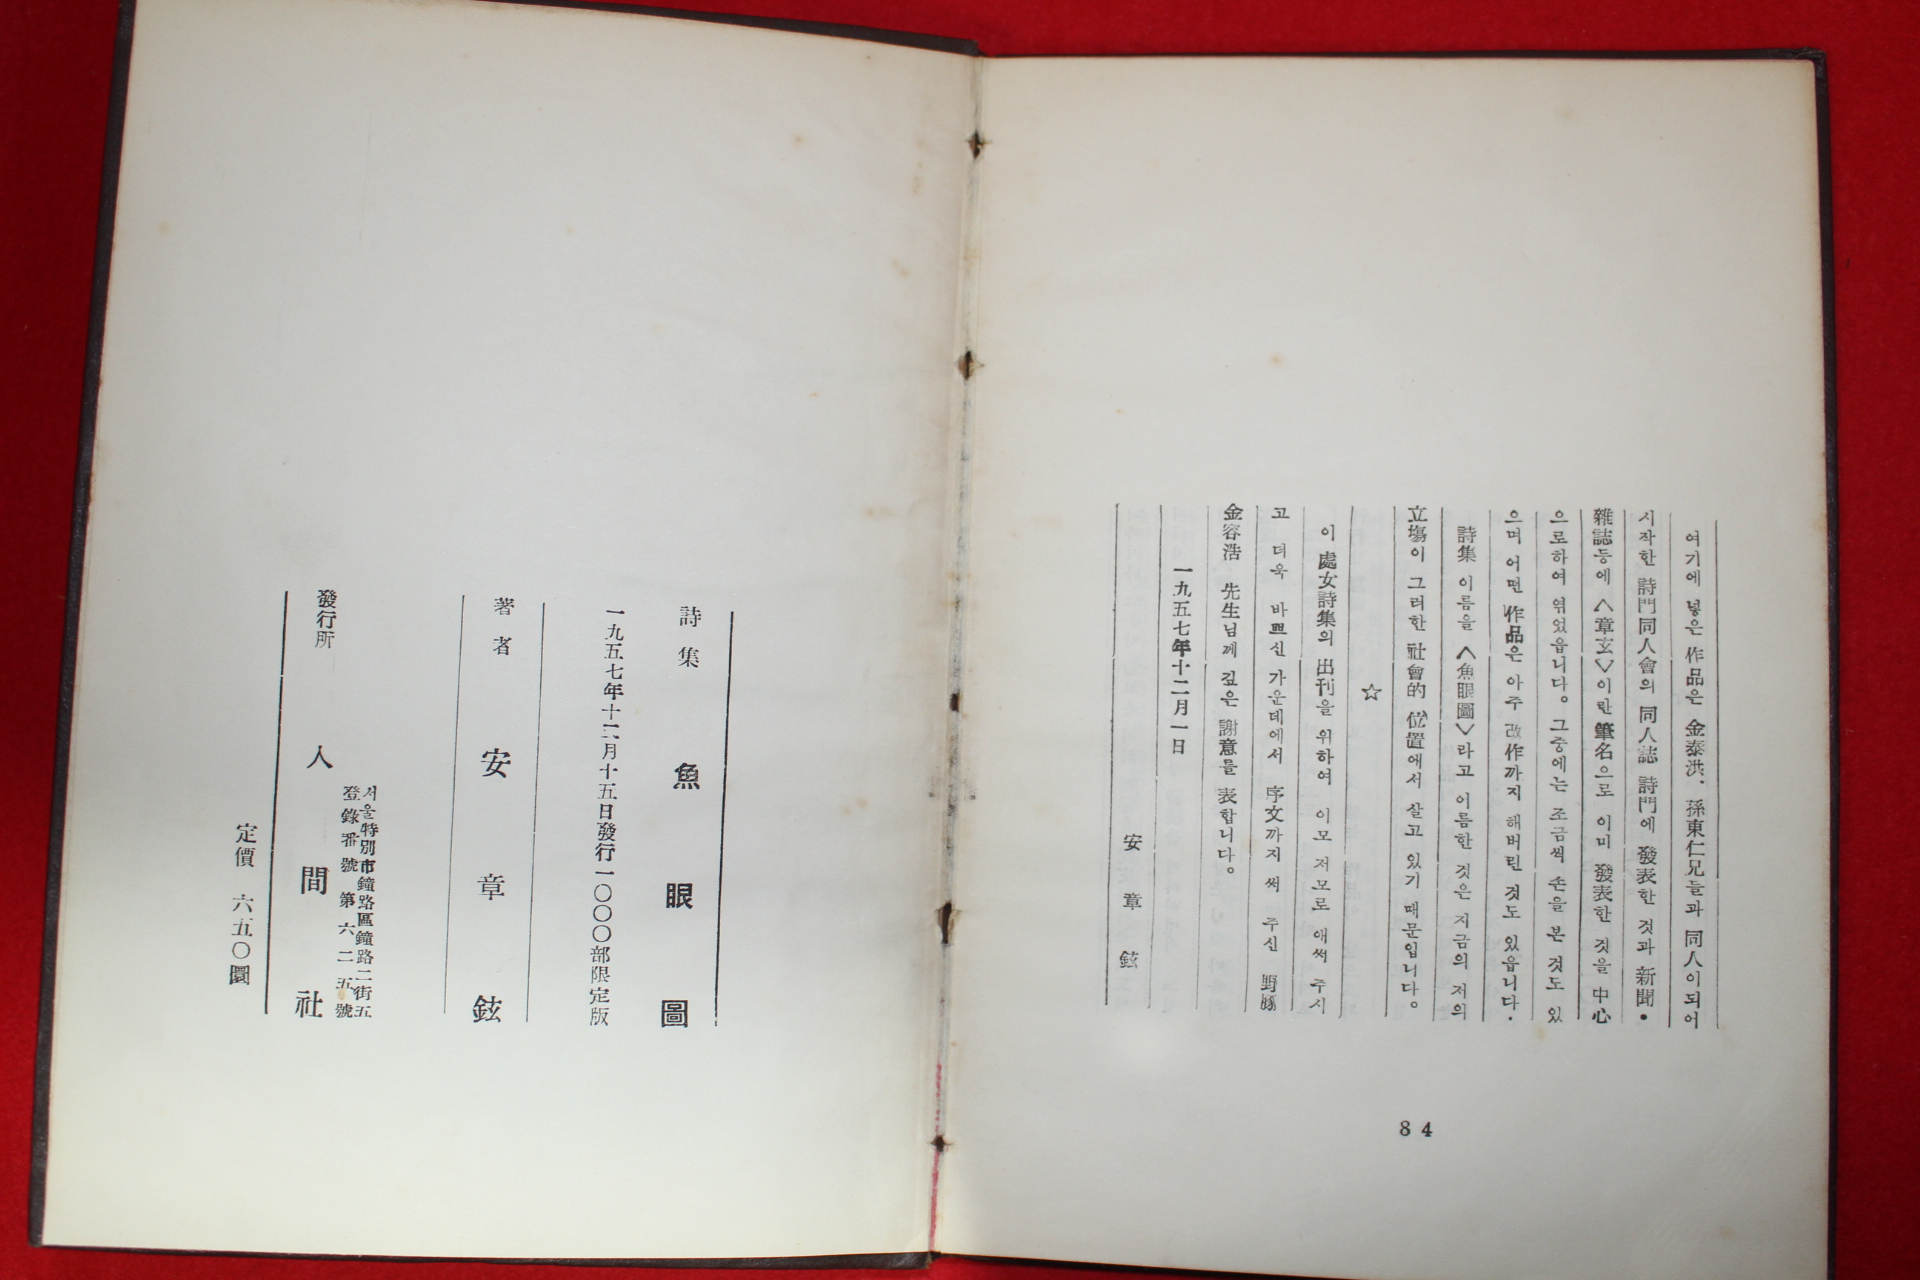 여기에 넣은 作品은 金泰洪, 孫東仁兄들과 同人이되어
시작한 詩門同人會의 同人誌 詩門에 發表한 것과 新聞•
雜誌등에 <章玄>이란 筆名으로 이미 發表한 것을 中心
으로하여 엮었읍니다。그중에는 조금씩 손을 본 것도 있
으며 어떤 作品은 아주 改作까지 해버린 것도 있읍니다.
詩集 이름을 <魚眼圖>라고 이름한 것은 지금의 저의
立塲이 그러한 社會的 位置에서 살고 있기 때문입니다。
☆
이 處女詩集의 出刊을 위하여 이모 저모로 애써 주시
고 더욱 바쁘신 가운데에서 序文까지 써 주신 野豚
金容浩 先生님께 깊은 謝意를 表합니다。
一九五七年十二月一日
安章鉉
84
詩集 魚眼圖
一九五七年十二月十五日發行一〇〇〇部限定版
著者 安章鉉
서울特別市鐘路區鐘路二街五
登錄番號 第六二五號
發行所 人間社
定價 六五〇圜